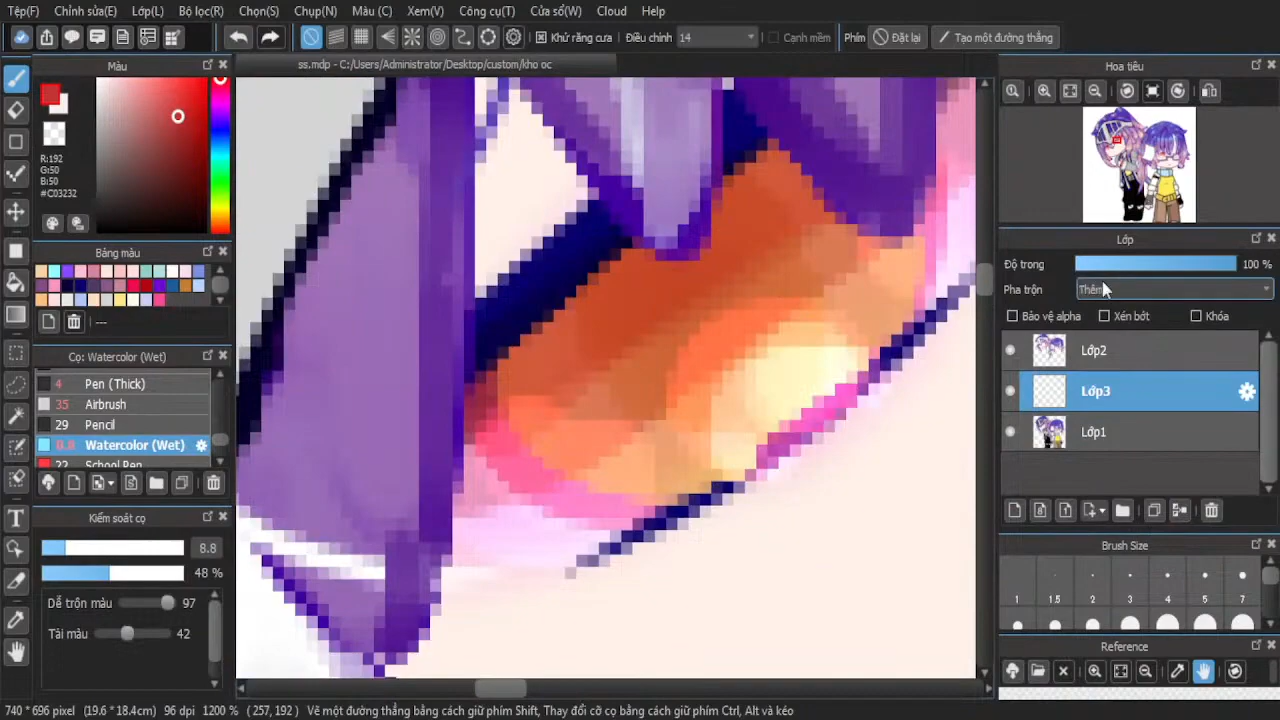 Tệp(F) Chỉnh sửa(E) Lớp(L) Bộ lọc(R) Chọn(S) Chụp(N) Màu (C) Xem(V) Công cụ(T) Cửa sổ(W) Cloud Help
Khử răng cưa Điều chỉnh 14 Cạnh mềm Phím Đặt lại Tạo một đường thẳng
Màu
ss.mdp - C:/Users/Administrator/Desktop/custom/kho oc
Hoa tiêu
R:192
G:50
B:50
#C03232
Bảng màu
---
Lớp
Độ trong 100 %
Pha trộn Thêm
Bảo vệ alpha Xén bớt Khóa
Lớp2
Lớp3
Lớp1
Cọ: Watercolor (Wet)
4 Pen (Thick)
35 Airbrush
29 Pencil
Watercolor (Wet)
22 School Pen
T
Kiểm soát cọ
8.8
48 %
Dễ trộn màu 97
Tải màu 42
Brush Size
1 1.5 2 3 4 5 7
Reference
740 * 696 pixel (19.6 * 18.4cm) 96 dpi 1200 % ( 257, 192 ) Vẽ một đường thẳng bằng cách giữ phím Shift, Thay đổi cỡ cọ bằng cách giữ phím Ctrl, Alt và kéo